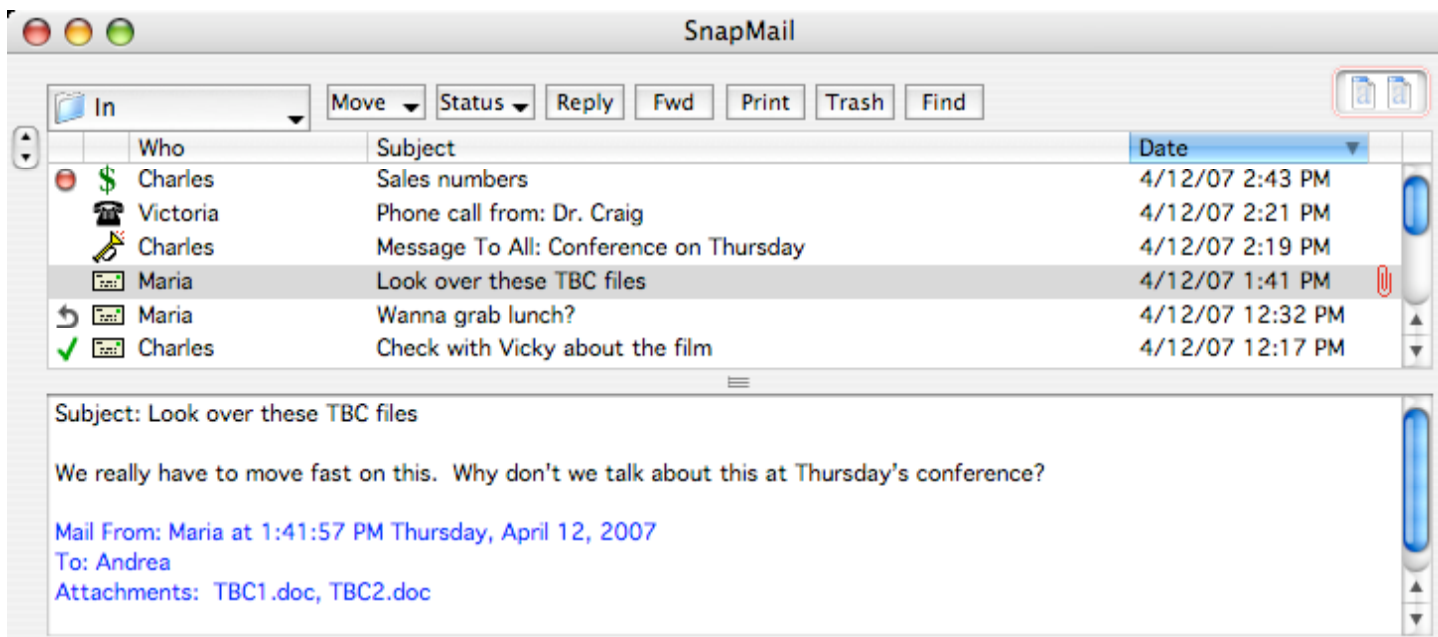 SnapMail
In Move Status Reply Fwd Print Trash Find
Who Subject Date
$ Charles Sales numbers 4/12/07 2:43 PM
Victoria Phone call from: Dr. Craig 4/12/07 2:21 PM
Charles Message To All: Conference on Thursday 4/12/07 2:19 PM
Maria Look over these TBC files 4/12/07 1:41 PM
Maria Wanna grab lunch? 4/12/07 12:32 PM
Charles Check with Vicky about the film 4/12/07 12:17 PM
Subject: Look over these TBC files
We really have to move fast on this.  Why don't we talk about this at Thursday's conference?
Mail From: Maria at 1:41:57 PM Thursday, April 12, 2007
To: Andrea
Attachments:  TBC1.doc, TBC2.doc